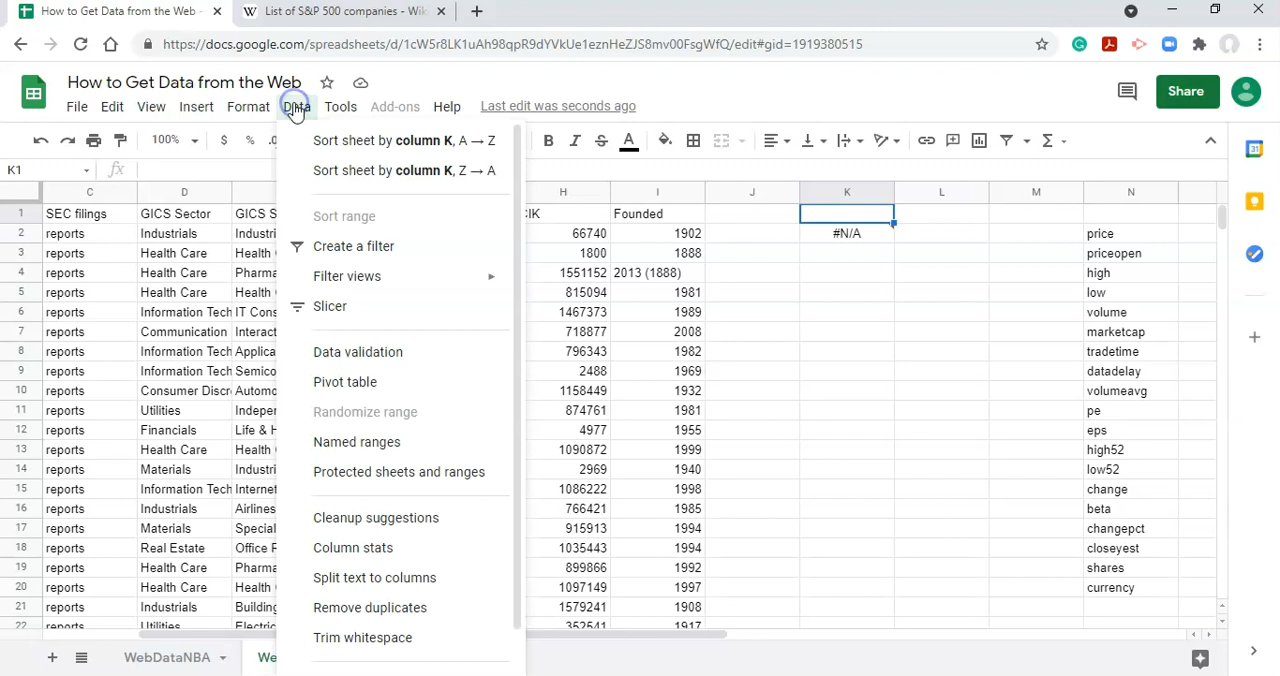 How to Get Data from the Web -
List of S&P 500 companies - Wiki
https://docs.google.com/spreadsheets/d/1cW5r8LK1uAh98qpR9dYVkUe1eznHeZJS8mv00FsgWfQ/edit#gid=1919380515
How to Get Data from the Web
File Edit View Insert Format Data Tools Add-ons Help Last edit was seconds ago
Share
100% $ % .0 B I S A Σ
K1 fx
C D H I J K L M N
1 SEC filings GICS Sector GICS S CIK Founded
2 reports Industrials Industri 66740 1902 #N/A price
3 reports Health Care Health 1800 1888 priceopen
4 reports Health Care Pharma 1551152 2013 (1888) high
5 reports Health Care Health 815094 1981 low
6 reports Information Tech IT Cons 1467373 1989 volume
7 reports Communication Interact 718877 2008 marketcap
8 reports Information Tech Applica 796343 1982 tradetime
9 reports Information Tech Semico 2488 1969 datadelay
10 reports Consumer Discr Automo 1158449 1932 volumeavg
11 reports Utilities Indepen 874761 1981 pe
12 reports Financials Life & H 4977 1955 eps
13 reports Health Care Health 1090872 1999 high52
14 reports Materials Industri 2969 1940 low52
15 reports Information Tech Internet 1086222 1998 change
16 reports Industrials Airlines 766421 1985 beta
17 reports Materials Special 915913 1994 changepct
18 reports Real Estate Office F 1035443 1994 closeyest
19 reports Health Care Pharma 899866 1992 shares
20 reports Health Care Health 1097149 1997 currency
21 reports Industrials Building 1579241 1908
22 reports Utilities Electric 352541 1917
Sort sheet by column K, A → Z
Sort sheet by column K, Z → A
Sort range
Create a filter
Filter views
Slicer
Data validation
Pivot table
Randomize range
Named ranges
Protected sheets and ranges
Cleanup suggestions
Column stats
Split text to columns
Remove duplicates
Trim whitespace
WebDataNBA We